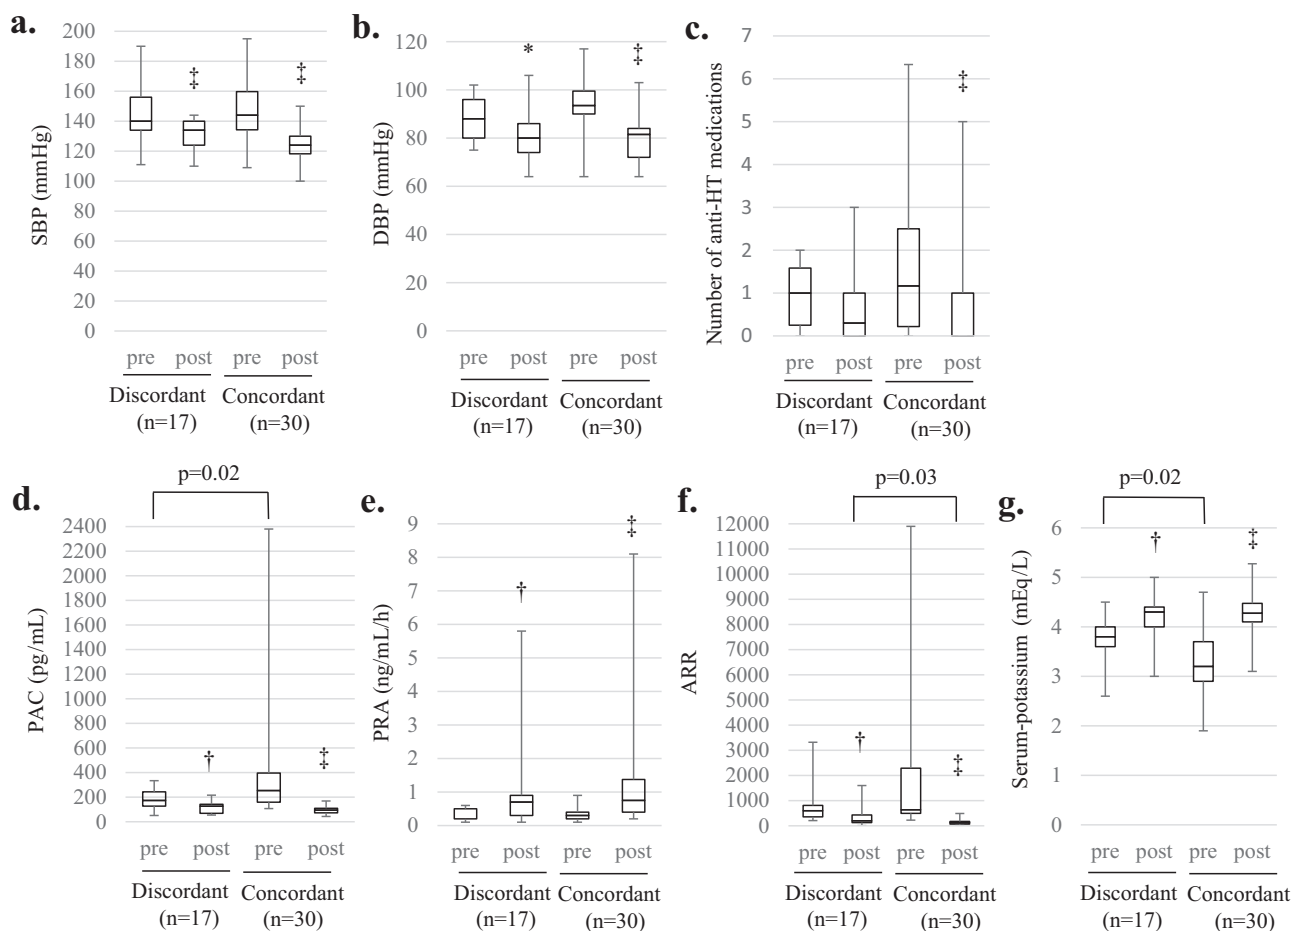 a.
SBP (mmHg)
200
180
160
140
120
100
80
60
40
20
0
‡
‡
pre post pre post
Discordant Concordant
(n=17) (n=30)
b.
DBP (mmHg)
120
100
80
60
40
20
0
*
‡
pre post pre post
Discordant Concordant
(n=17) (n=30)
c.
Number of anti-HT medications
7
6
5
4
3
2
1
0
‡
pre post pre post
Discordant Concordant
(n=17) (n=30)
d.
p=0.02
PAC (pg/mL)
2400
2200
2000
1800
1600
1400
1200
1000
800
600
400
200
0
†
‡
pre post pre post
Discordant Concordant
(n=17) (n=30)
e.
PRA (ng/mL/h)
9
8
7
6
5
4
3
2
1
0
†
‡
pre post pre post
Discordant Concordant
(n=17) (n=30)
f.
p=0.03
ARR
12000
11000
10000
9000
8000
7000
6000
5000
4000
3000
2000
1000
0
†
‡
pre post pre post
Discordant Concordant
(n=17) (n=30)
g.
p=0.02
Serum-potassium (mEq/L)
6
5
4
3
2
1
0
†
‡
pre post pre post
Discordant Concordant
(n=17) (n=30)